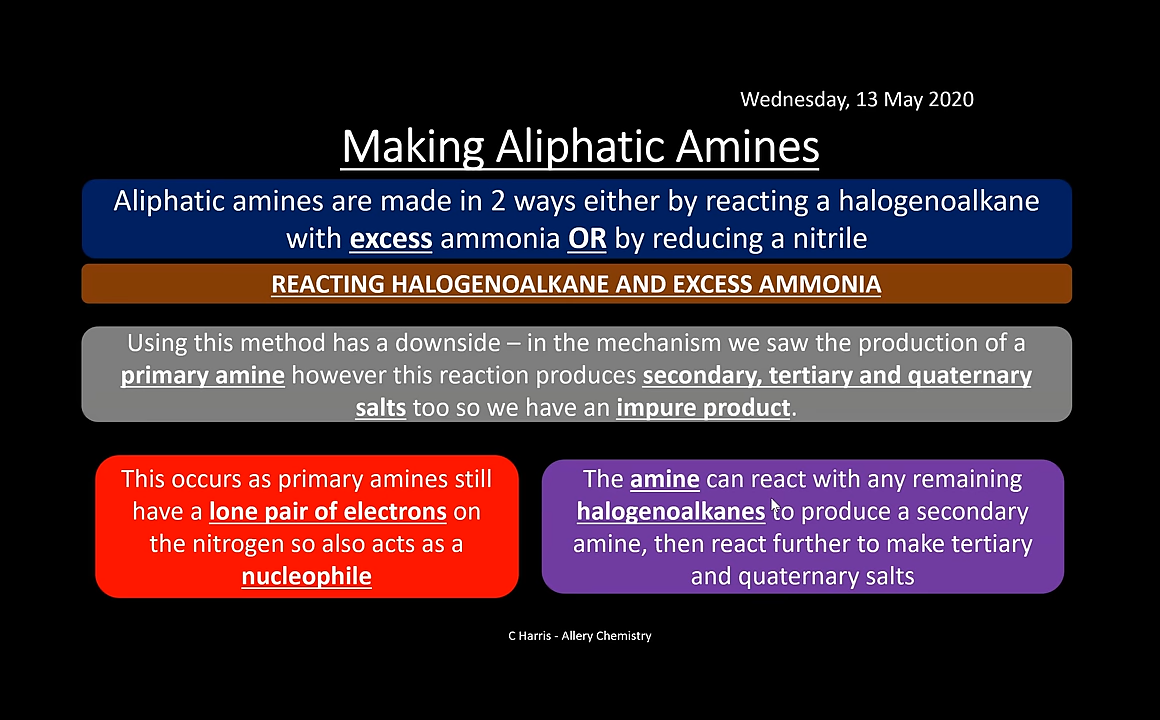 Wednesday, 13 May 2020
Making Aliphatic Amines
Aliphatic amines are made in 2 ways either by reacting a halogenoalkane
with excess ammonia OR by reducing a nitrile
REACTING HALOGENOALKANE AND EXCESS AMMONIA
Using this method has a downside – in the mechanism we saw the production of a
primary amine however this reaction produces secondary, tertiary and quaternary
salts too so we have an impure product.
This occurs as primary amines still
have a lone pair of electrons on
the nitrogen so also acts as a
nucleophile
The amine can react with any remaining
halogenoalkanes to produce a secondary
amine, then react further to make tertiary
and quaternary salts
C Harris - Allery Chemistry